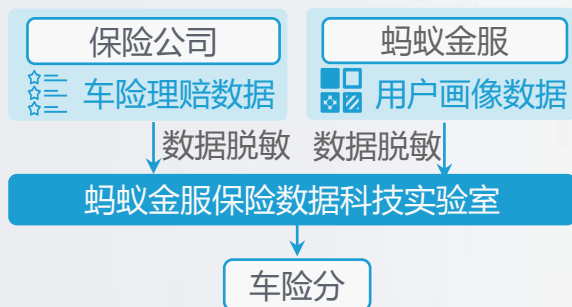 保险公司
蚂蚁金服
车险理赔数据
用户画像数据
数据脱敏
数据脱敏
蚂蚁金服保险数据科技实验室
车险分